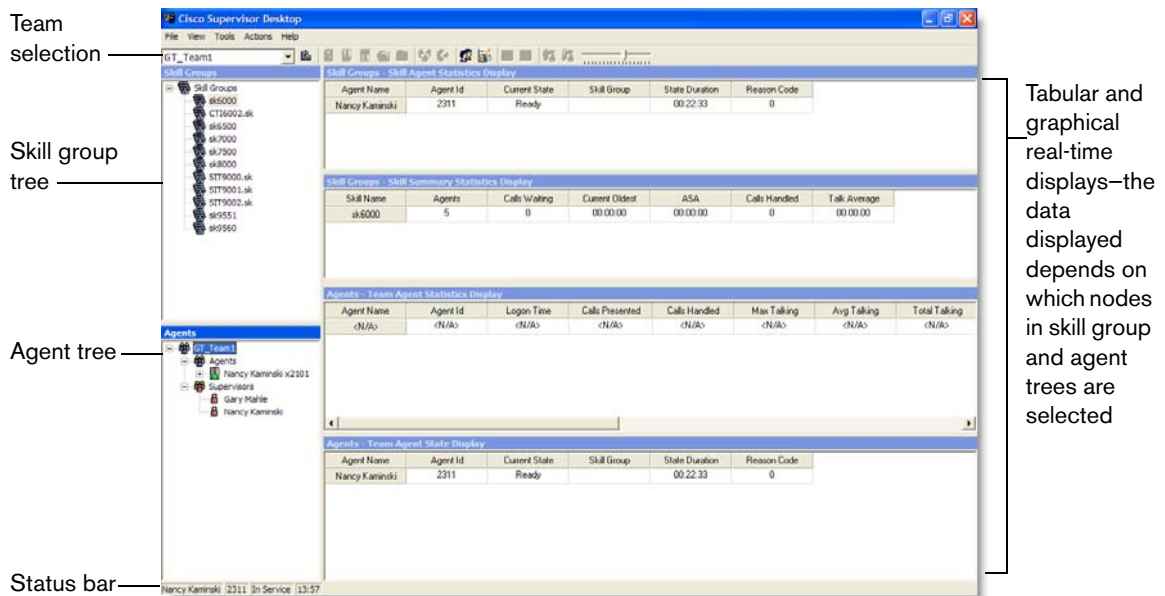 Team
selection
Skill group
tree
Agent tree
Status bar
Cisco Supervisor Desktop
File View Tools Actions Help
GT_Team1
Skill Groups
Skill Groups
sk6000
CTI6002.sk
sk6500
sk7000
sk7500
sk8000
SIT9000.sk
SIT9001.sk
SIT9002.sk
sk9551
sk9560
Agents
GT_Team1
Agents
Nancy Kaminski x2101
Supervisors
Gary Mahle
Nancy Kaminski
Skill Groups - Skill Agent Statistics Display
Agent Name Agent Id Current State Skill Group State Duration Reason Code
Nancy Kaminski 2311 Ready 00:22:33 0
Skill Groups - Skill Summary Statistics Display
Skill Name Agents Calls Waiting Current Oldest ASA Calls Handled Talk Average
sk6000 5 0 00:00:00 00:00:00 0 00:00:00
Agents - Team Agent Statistics Display
Agent Name Agent Id Logon Time Calls Presented Calls Handled Max Talking Avg Talking Total Talking
<N/A> <N/A> <N/A> <N/A> <N/A> <N/A> <N/A> <N/A>
Agents - Team Agent State Display
Agent Name Agent Id Current State Skill Group State Duration Reason Code
Nancy Kaminski 2311 Ready 00:22:33 0
Nancy Kaminski 2311 In Service 13:57
Tabular and
graphical
real-time
displays—the
data
displayed
depends on
which nodes
in skill group
and agent
trees are
selected